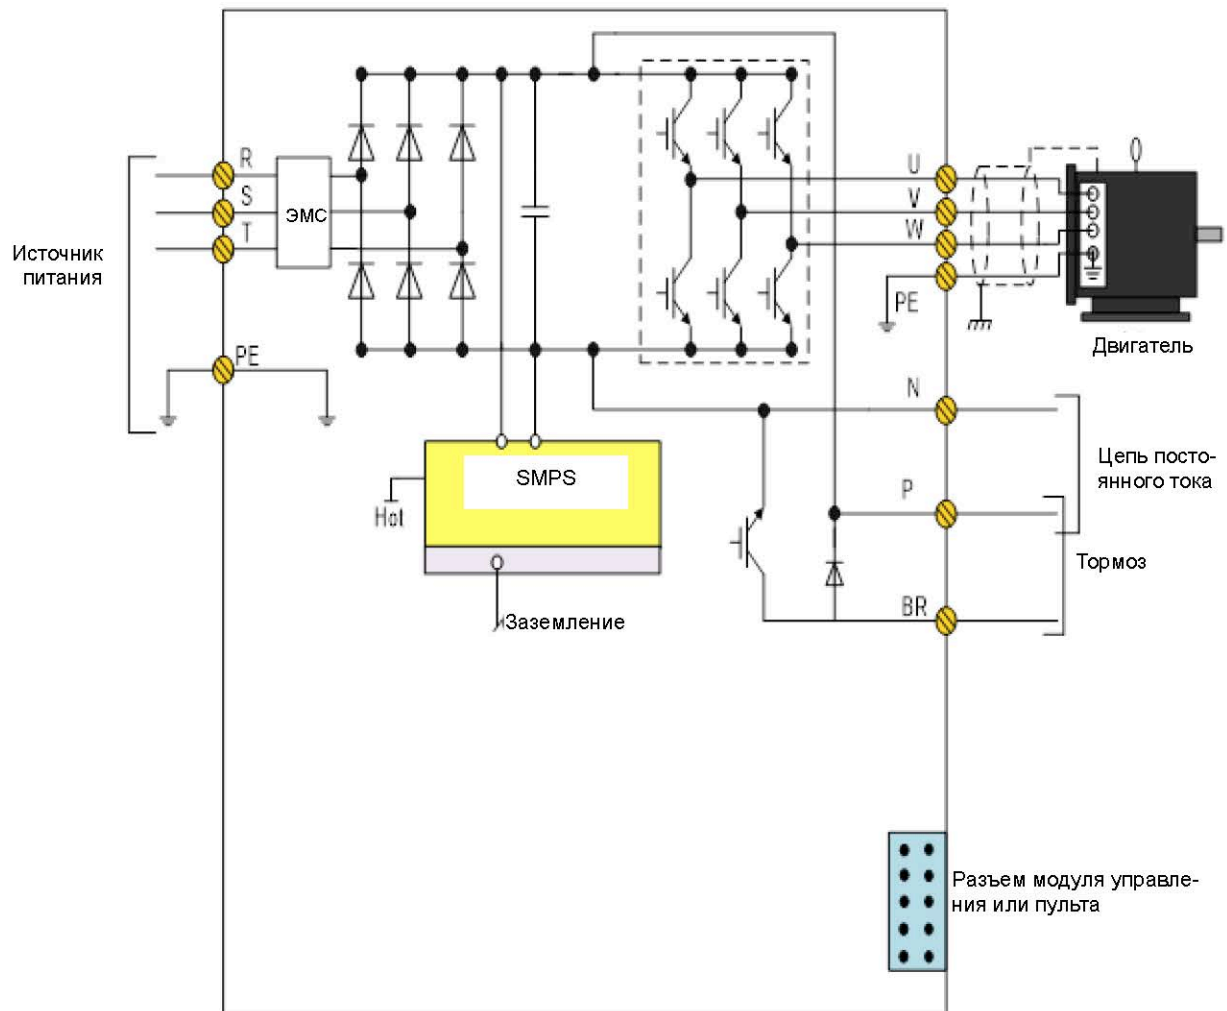 R
S
ЭМС
T
Источник
питания
PE
U
V
W
PE
Двигатель
N
SMPS
Hot
Цепь посто-
янного тока
P
Тормоз
BR
Заземление
Разъем модуля управле-
ния или пульта